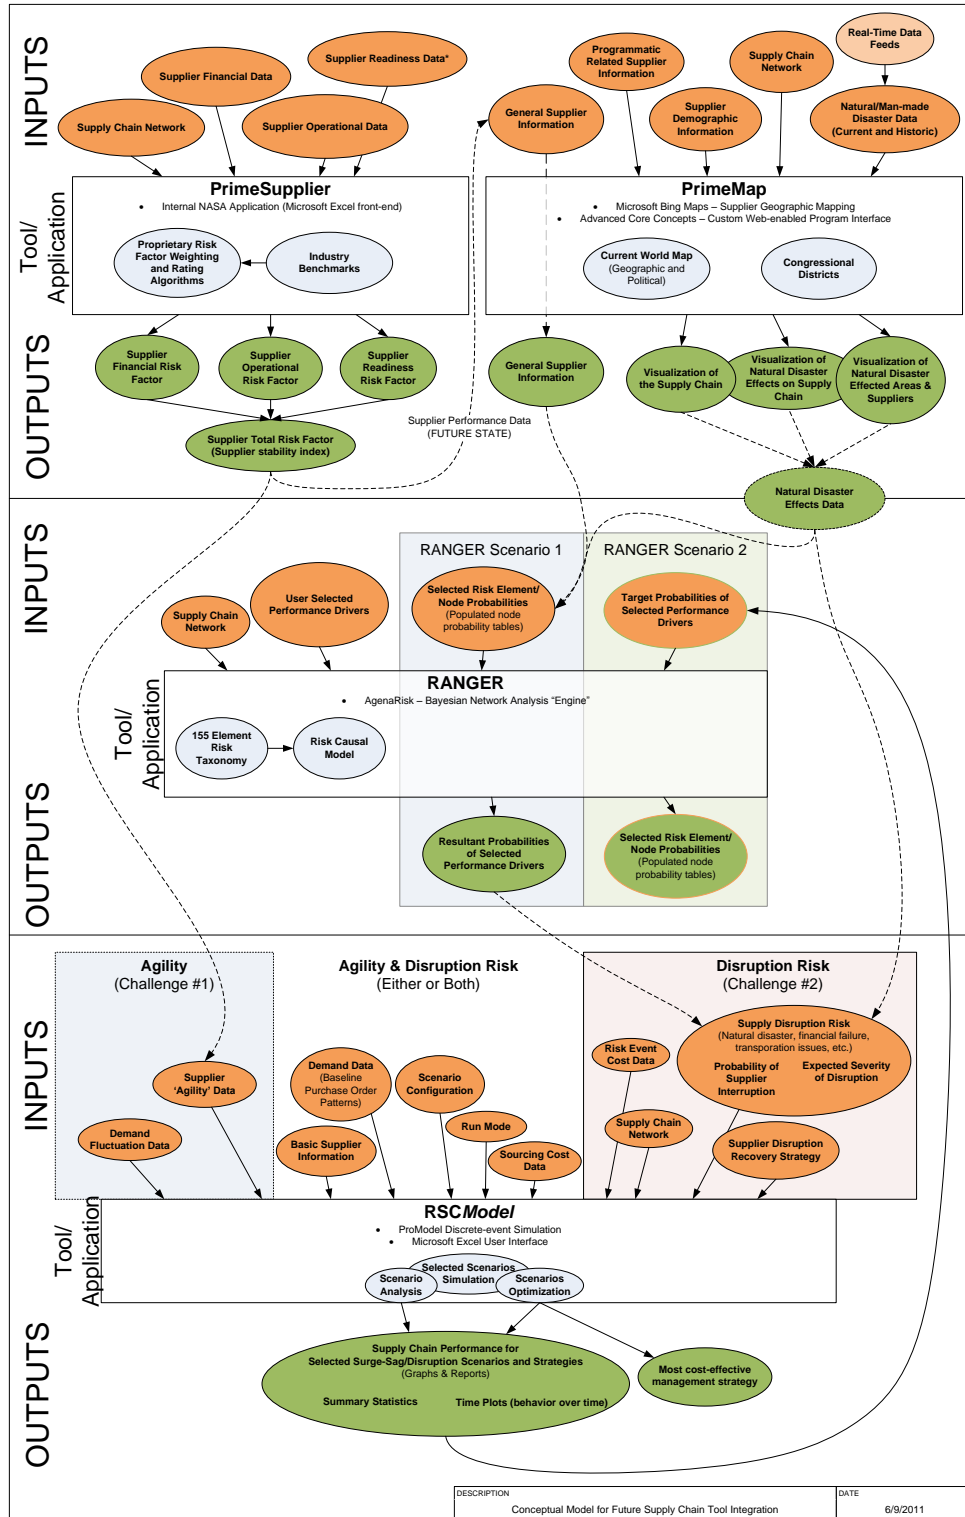 INPUTS
Supplier Readiness Data*
Supplier Financial Data
Supply Chain Network
Supplier Operational Data
Programmatic
Related Supplier
Information
Supply Chain
Network
Real-Time Data
Feeds
General Supplier
Information
Supplier
Demographic
Information
Natural/Man-made
Disaster Data
(Current and Historic)
Tool/
Application
PrimeSupplier
• Internal NASA Application (Microsoft Excel front-end)
Proprietary Risk
Factor Weighting
and Rating
Algorithms
Industry
Benchmarks
PrimeMap
• Microsoft Bing Maps – Supplier Geographic Mapping
• Advanced Core Concepts – Custom Web-enabled Program Interface
Current World Map
(Geographic and
Political)
Congressional
Districts
OUTPUTS
Supplier
Financial Risk
Factor
Supplier
Operational
Risk Factor
Supplier
Readiness
Risk Factor
Supplier Total Risk Factor
(Supplier stability index)
Supplier Performance Data
(FUTURE STATE)
General Supplier
Information
Visualization of
the Supply Chain
Visualization of
Natural Disaster
Effects on Supply
Chain
Visualization of
Natural Disaster
Effected Areas &
Suppliers
Natural Disaster
Effects Data
INPUTS
RANGER Scenario 1
RANGER Scenario 2
Supply Chain
Network
User Selected
Performance Drivers
Selected Risk Element/
Node Probabilities
(Populated node
probability tables)
Target Probabilities of
Selected Performance
Drivers
Tool/
Application
RANGER
• AgenaRisk – Bayesian Network Analysis “Engine”
155 Element
Risk
Taxonomy
Risk Causal
Model
OUTPUTS
Resultant Probabilities
of Selected
Performance Drivers
Selected Risk Element/
Node Probabilities
(Populated node
probability tables)
INPUTS
Agility
(Challenge #1)
Agility & Disruption Risk
(Either or Both)
Disruption Risk
(Challenge #2)
Supplier
‘Agility’ Data
Demand
Fluctuation Data
Demand Data
(Baseline
Purchase Order
Patterns)
Basic Supplier
Information
Scenario
Configuration
Run Mode
Sourcing Cost
Data
Risk Event
Cost Data
Supply Chain
Network
Supply Disruption Risk
(Natural disaster, financial failure,
transporation issues, etc.)
Probability of
Supplier
Interruption
Expected Severity
of Disruption
Supplier Disruption
Recovery Strategy
Tool/
Application
RSCModel
• ProModel Discrete-event Simulation
• Microsoft Excel User Interface
Scenario
Analysis
Selected Scenarios
Simulation
Scenarios
Optimization
OUTPUTS
Supply Chain Performance for
Selected Surge-Sag/Disruption Scenarios and Strategies
(Graphs & Reports)
Summary Statistics
Time Plots (behavior over time)
Most cost-effective
management strategy
DESCRIPTION
Conceptual Model for Future Supply Chain Tool Integration
DATE
6/9/2011